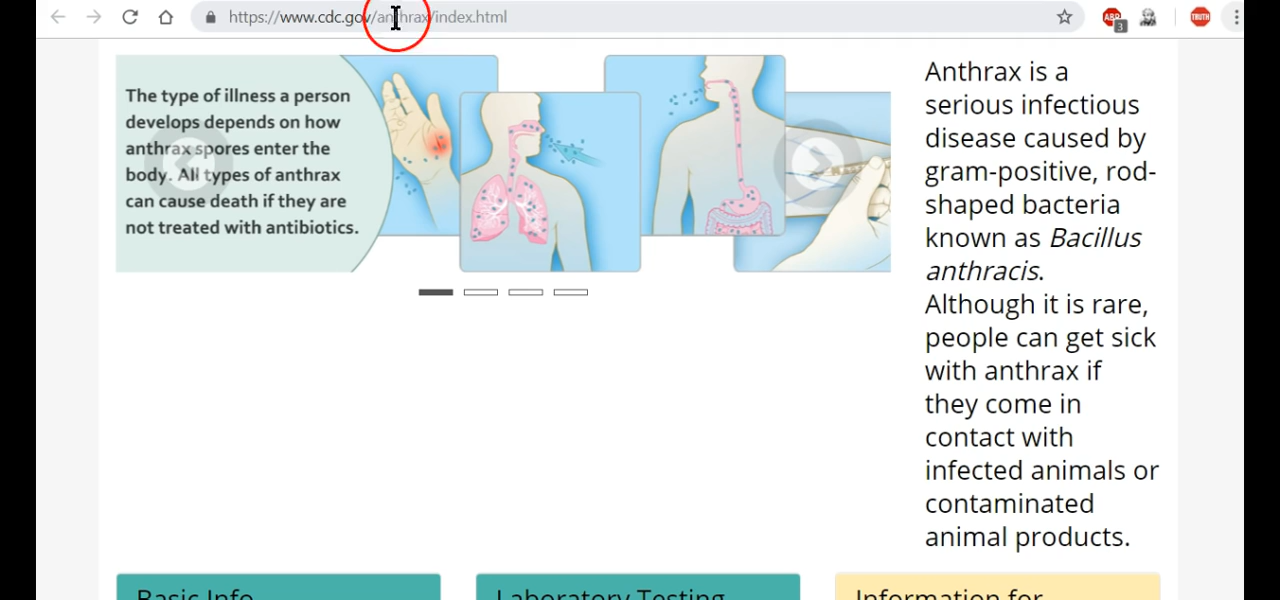 https://www.cdc.gov/anthrax/index.html
ABP
3
TRUTH
The type of illness a person
develops depends on how
anthrax spores enter the
body. All types of anthrax
can cause death if they are
not treated with antibiotics.
Anthrax is a
serious infectious
disease caused by
gram-positive, rod-
shaped bacteria
known as Bacillus
anthracis.
Although it is rare,
people can get sick
with anthrax if
they come in
contact with
infected animals or
contaminated
animal products.
Basic Info
Laboratory Testing
Information for